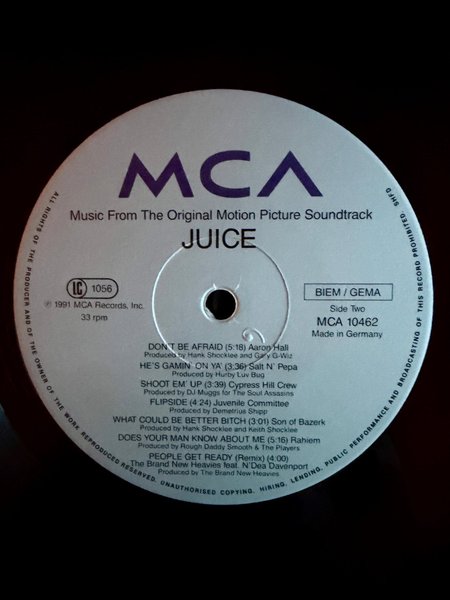 MCA
Music From The Original Motion Picture Soundtrack
JUICE
LC 1056
℗ 1991 MCA Records, Inc.
33 rpm
BIEM / GEMA
Side Two
MCA 10462
Made in Germany
DON'T BE AFRAID (5:18) Aaron Hall
Produced by Hank Shocklee and Gary G-Wiz
HE'S GAMIN' ON YA' (3:36) Salt N' Pepa
Produced by Hurby Luv Bug
SHOOT EM' UP (3:39) Cypress Hill Crew
Produced by DJ Muggs for The Soul Assasins
FLIPSIDE (4:24) Juvenile Committee
Produced by Demetrius Shipp
WHAT COULD BE BETTER BITCH (3:01) Son of Bazerk
Produced by Hank Shocklee and Keith Shocklee
DOES YOUR MAN KNOW ABOUT ME (5:16) Rahiem
Produced by Rough Daddy Smooth & The Players
PEOPLE GET READY (Remix) (4:00)
The Brand New Heavies feat. N'Dea Davenport
Produced by The Brand New Heavies
ALL RIGHTS OF THE PRODUCER AND OF THE OWNER OF THE WORK REPRODUCED RESERVED. UNAUTHORISED COPYING, HIRING, LENDING, PUBLIC PERFORMANCE AND BROADCASTING OF THIS RECORD PROHIBITED.